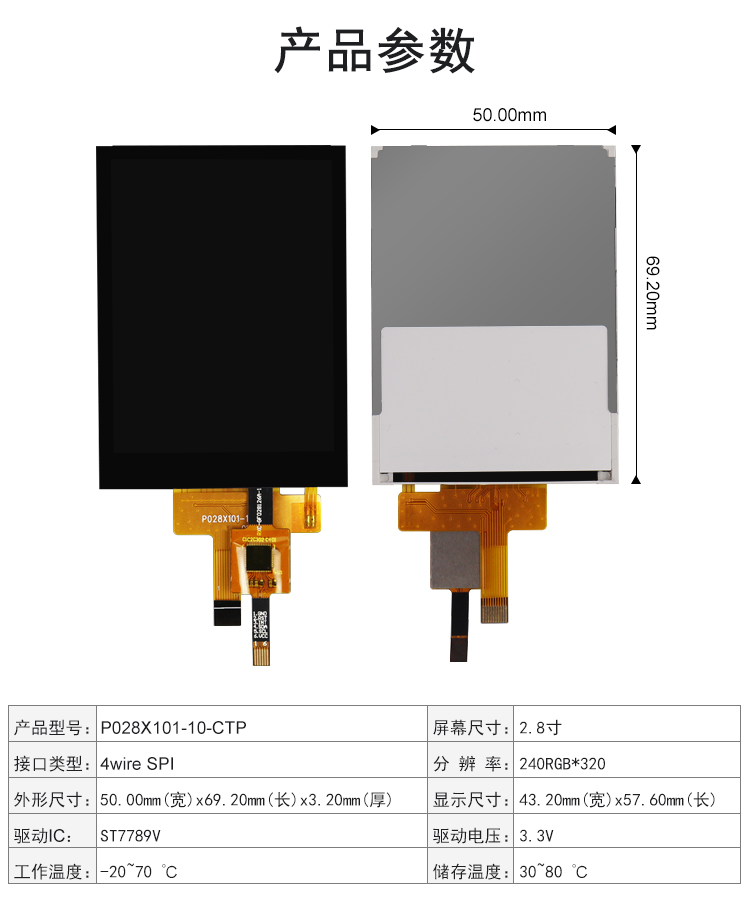 产品参数
50.00mm
69.20mm
P028X101-1
产品型号: P028X101-10-CTP 屏幕尺寸: 2.8寸
接口类型: 4wire SPI 分 辨 率: 240RGB*320
外形尺寸: 50.00mm(宽)x69.20mm(长)x3.20mm(厚) 显示尺寸: 43.20mm(宽)x57.60mm(长)
驱动IC: ST7789V 驱动电压: 3.3V
工作温度: -20~70 ℃ 储存温度: 30~80 ℃